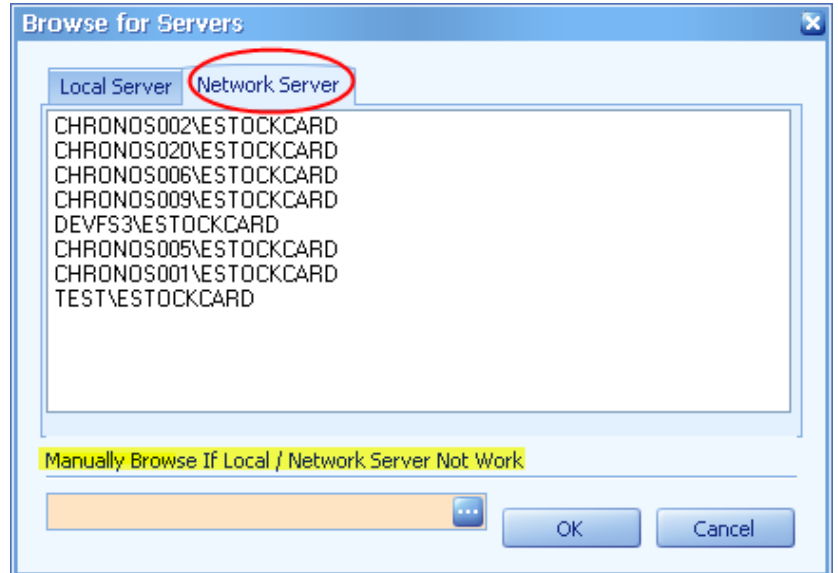 Browse for Servers
Local Server Network Server
CHRONOS002\ESTOCKCARD
CHRONOS020\ESTOCKCARD
CHRONOS006\ESTOCKCARD
CHRONOS009\ESTOCKCARD
DEVFS3\ESTOCKCARD
CHRONOS005\ESTOCKCARD
CHRONOS001\ESTOCKCARD
TEST\ESTOCKCARD
Manually Browse If Local / Network Server Not Work
...
OK Cancel